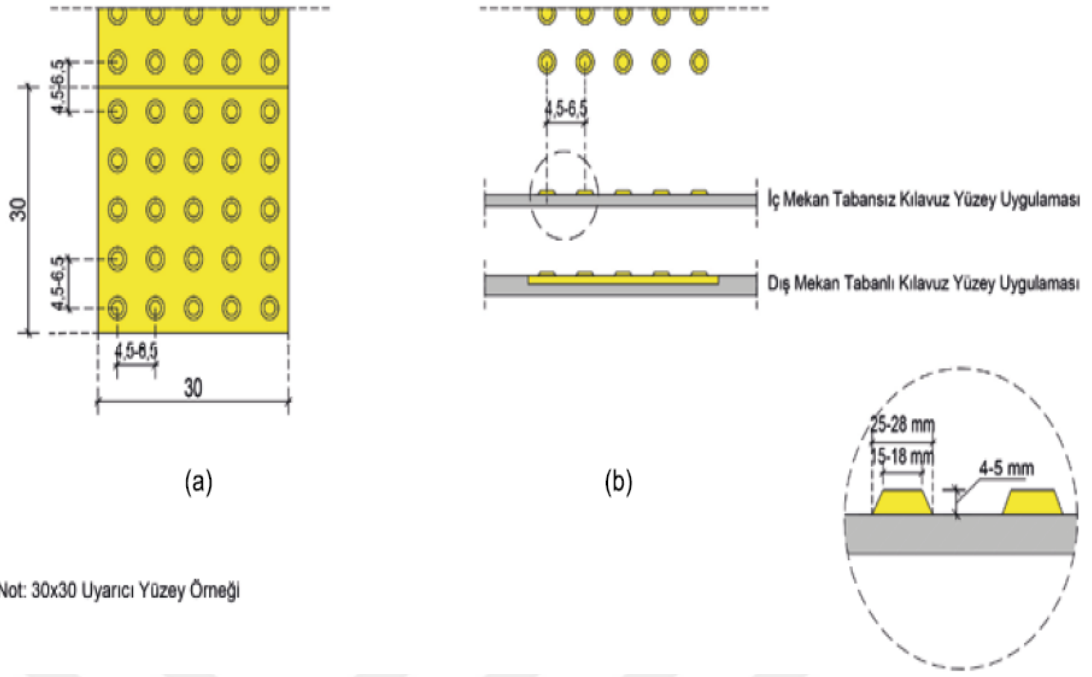 4,5-6,5
30
4,5-6,5
4,5-6,5
30
(a)
4,5-6,5
İç Mekan Tabansız Kılavuz Yüzey Uygulaması
Dış Mekan Tabanlı Kılavuz Yüzey Uygulaması
(b)
25-28 mm
15-18 mm
4-5 mm
Not: 30x30 Uyarıcı Yüzey Örneği